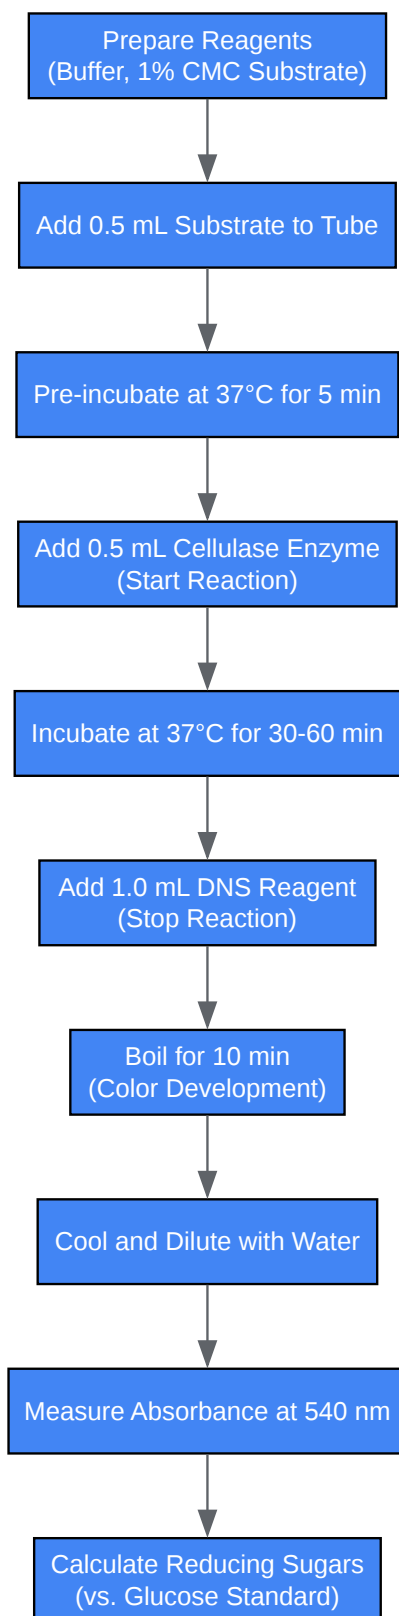 Prepare Reagents
(Buffer, 1% CMC Substrate)
Add 0.5 mL Substrate to Tube
Pre-incubate at 37°C for 5 min
Add 0.5 mL Cellulase Enzyme
(Start Reaction)
Incubate at 37°C for 30-60 min
Add 1.0 mL DNS Reagent
(Stop Reaction)
Boil for 10 min
(Color Development)
Cool and Dilute with Water
Measure Absorbance at 540 nm
Calculate Reducing Sugars
(vs. Glucose Standard)